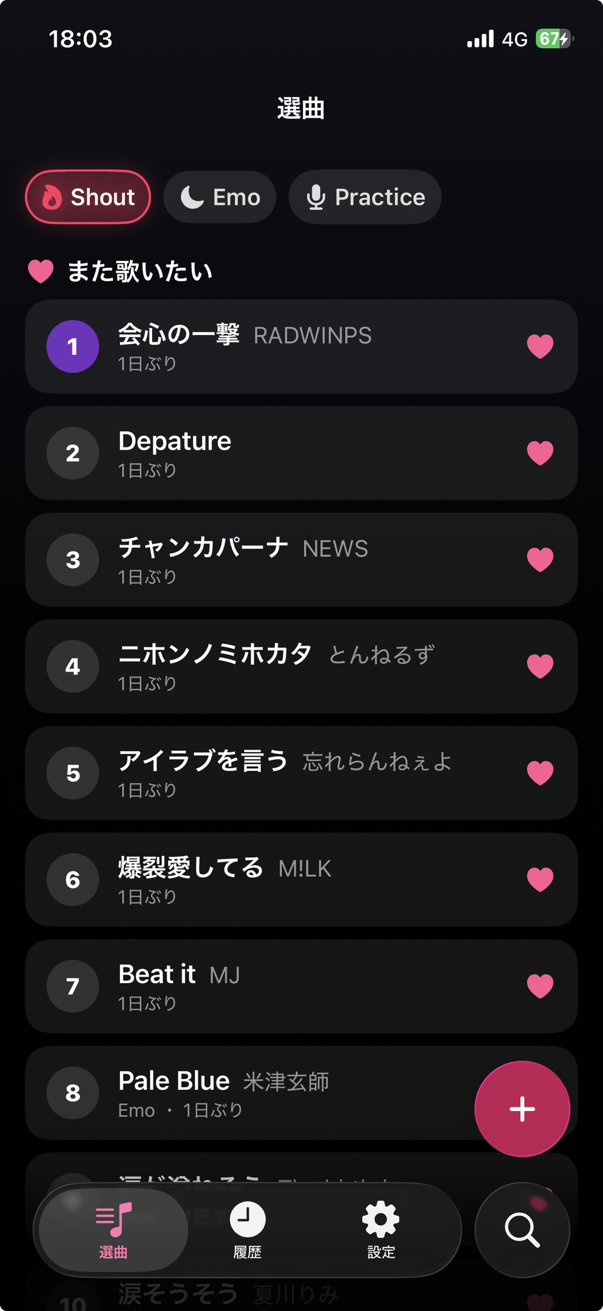 18:03 4G 67
選曲
Shout Emo Practice
また歌いたい
1 会心の一撃 RADWINPS
1日ぶり
2 Depature
1日ぶり
3 チャンカパーナ NEWS
1日ぶり
4 ニホンノミホカタ とんねるず
1日ぶり
5 アイラブを言う 忘れらんねぇよ
1日ぶり
6 爆裂愛してる M!LK
1日ぶり
7 Beat it MJ
1日ぶり
8 Pale Blue 米津玄師
Emo ・ 1日ぶり
+
選曲 履歴 設定
10 涙そうそう 夏川りみ